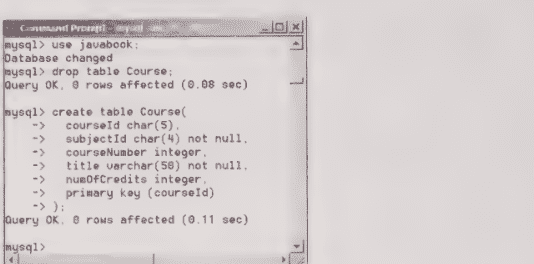 Command Prompt - mysql
mysql> use javabook;
Database changed
mysql> drop table Course;
Query OK, 0 rows affected (0.08 sec)
mysql> create table Course(
-> courseId char(5),
-> subjectId char(4) not null,
-> courseNumber integer,
-> title varchar(50) not null,
-> numOfCredits integer,
-> primary key (courseId)
-> );
Query OK, 0 rows affected (0.11 sec)
mysql>